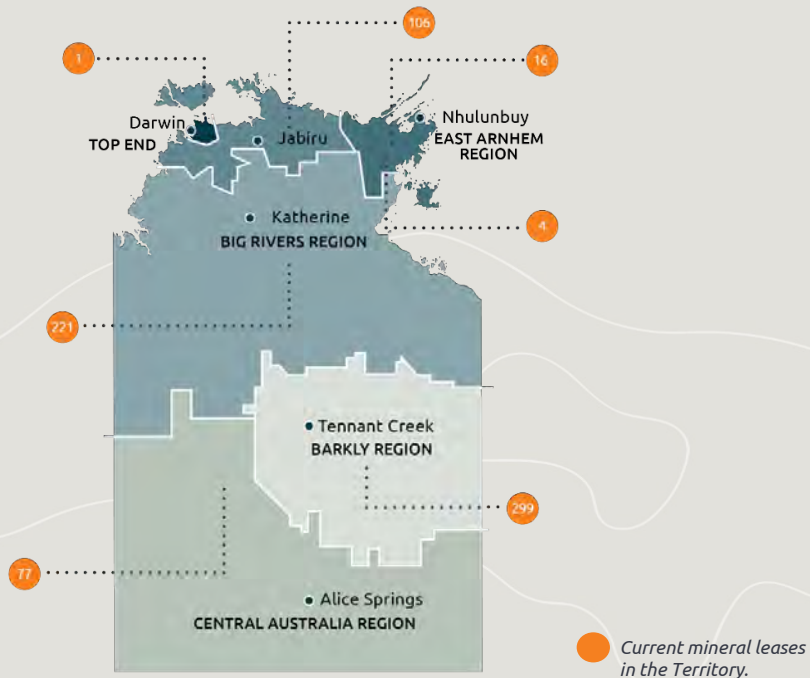 106
1
16
Darwin
TOP END
Jabiru
Nhulunbuy
EAST ARNHEM
REGION
Katherine
BIG RIVERS REGION
4
221
Tennant Creek
BARKLY REGION
299
77
Alice Springs
CENTRAL AUSTRALIA REGION
Current mineral leases
in the Territory.